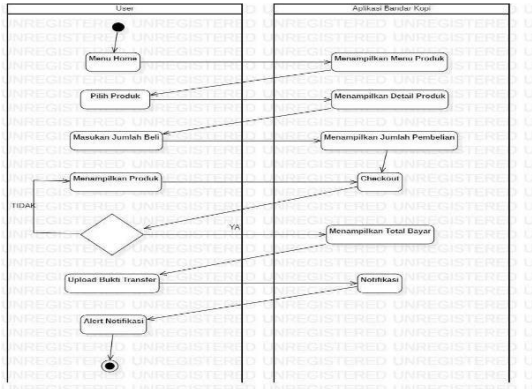 User
Aplikasi Bandar Kopi
Menu Home
Menampilkan Menu Produk
Pilih Produk
Menampilkan Detail Produk
Masukan Jumlah Beli
Menampilkan Jumlah Pembelian
Menampilkan Produk
Checkout
TIDAK
YA
Menampilkan Total Bayar
Upload Bukti Transfer
Notifikasi
Alert Notifikasi
UNREGISTERED